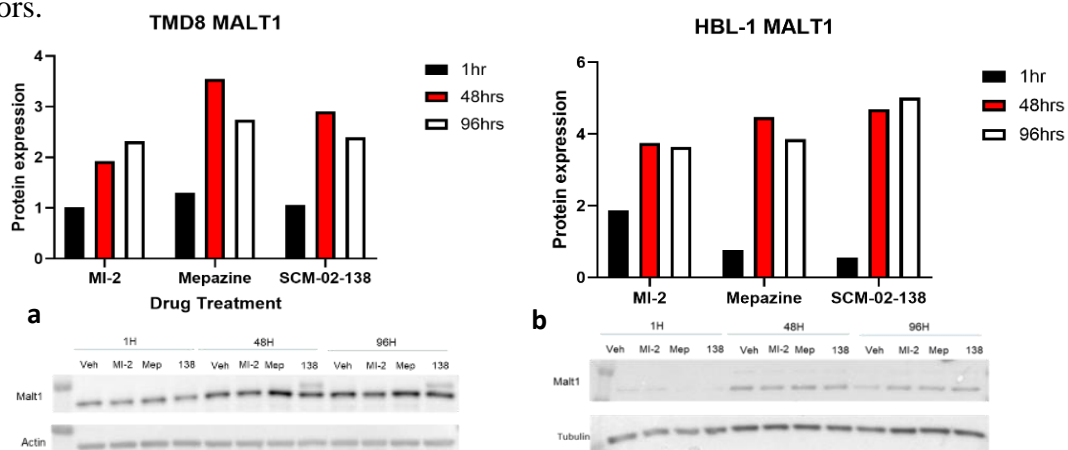 ors.
TMD8 MALT1
4
3
2
1
0
Protein expression
1hr
48hrs
96hrs
MI-2 Mepazine SCM-02-138
Drug Treatment
HBL-1 MALT1
6
4
2
0
Protein expression
1hr
48hrs
96hrs
MI-2 Mepazine SCM-02-138
a
1H 48H 96H
Veh MI-2 Mep 138 Veh MI-2 Mep 138 Veh MI-2 Mep 138
Malt1
Actin
b
1H 48H 96H
Veh MI-2 Mep 138 Veh MI-2 Mep 138 Veh MI-2 Mep 138
Malt1
Tubulin